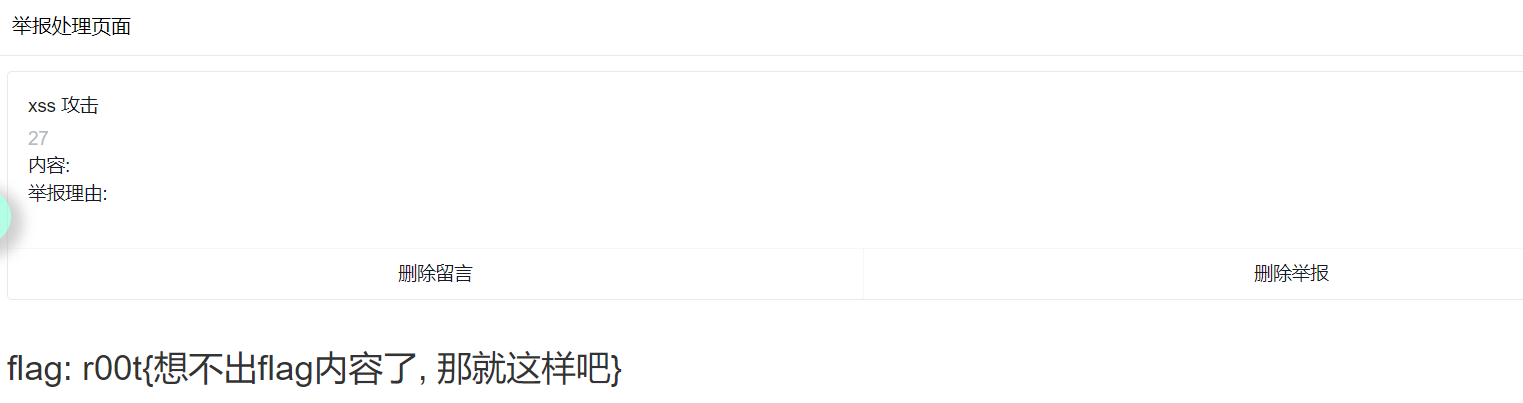 举报处理页面
xss 攻击
27
内容:
举报理由:
删除留言
删除举报
flag: r00t{想不出flag内容了, 那就这样吧}